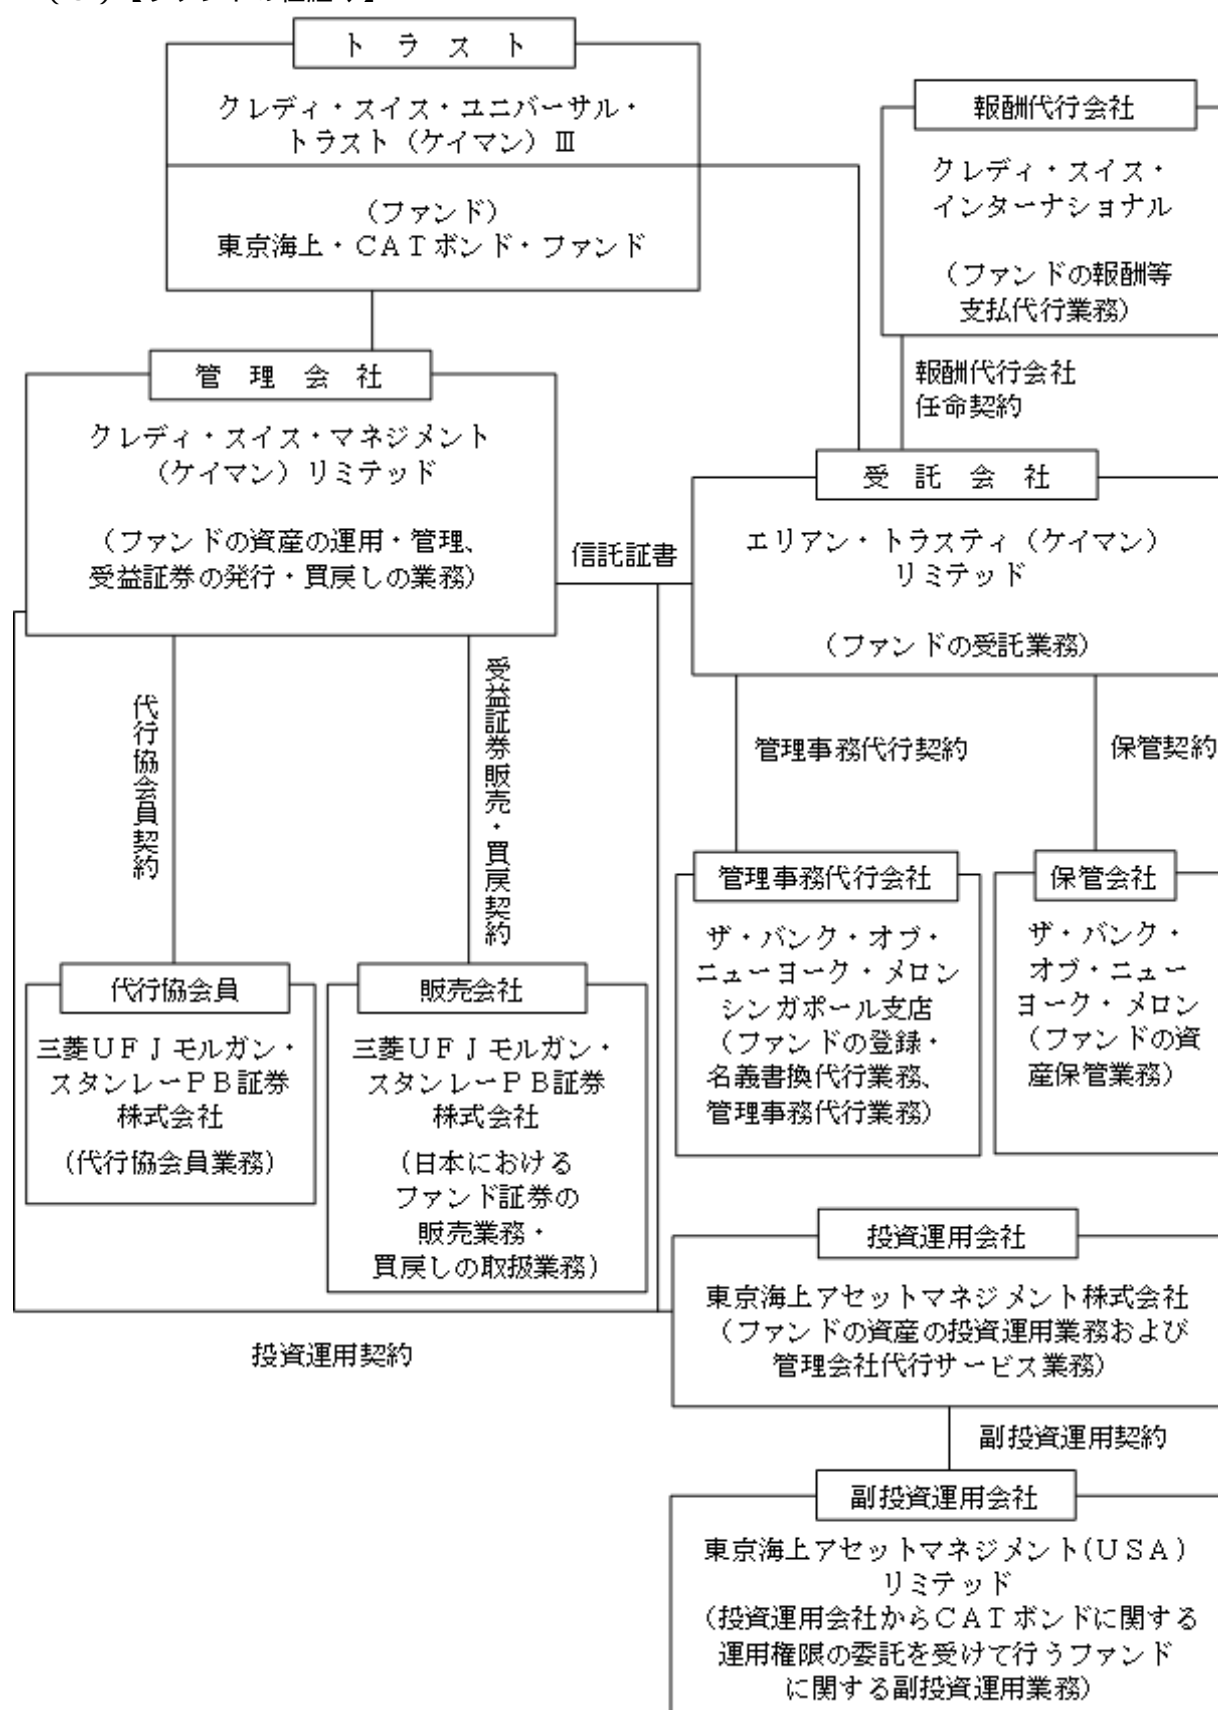 トラスト
クレディ・スイス・ユニバーサル・
トラスト（ケイマン）Ⅲ
（ファンド）
東京海上・ＣＡＴボンド・ファンド
報酬代行会社
クレディ・スイス・
インターナショナル
（ファンドの報酬等
支払代行業務）
報酬代行会社
任命契約
管理会社
クレディ・スイス・マネジメント
（ケイマン）リミテッド
（ファンドの資産の運用・管理、
受益証券の発行・買戻しの業務）
信託証書
受託会社
エリアン・トラスティ（ケイマン）
リミテッド
（ファンドの受託業務）
代行協会員契約
受益証券販売・買戻契約
管理事務代行契約
保管契約
代行協会員
三菱ＵＦＪモルガン・
スタンレーＰＢ証券
株式会社
（代行協会員業務）
販売会社
三菱ＵＦＪモルガン・
スタンレーＰＢ証券
株式会社
（日本における
ファンド証券の
販売業務・
買戻しの取扱業務）
管理事務代行会社
ザ・バンク・オブ・
ニューヨーク・メロン
シンガポール支店
（ファンドの登録・
名義書換代行業務、
管理事務代行業務）
保管会社
ザ・バンク・
オブ・ニュー
ヨーク・メロン
（ファンドの資
産保管業務）
投資運用契約
投資運用会社
東京海上アセットマネジメント株式会社
（ファンドの資産の投資運用業務および
管理会社代行サービス業務）
副投資運用契約
副投資運用会社
東京海上アセットマネジメント(ＵＳＡ)
リミテッド
（投資運用会社からＣＡＴボンドに関する
運用権限の委託を受けて行うファンド
に関する副投資運用業務）